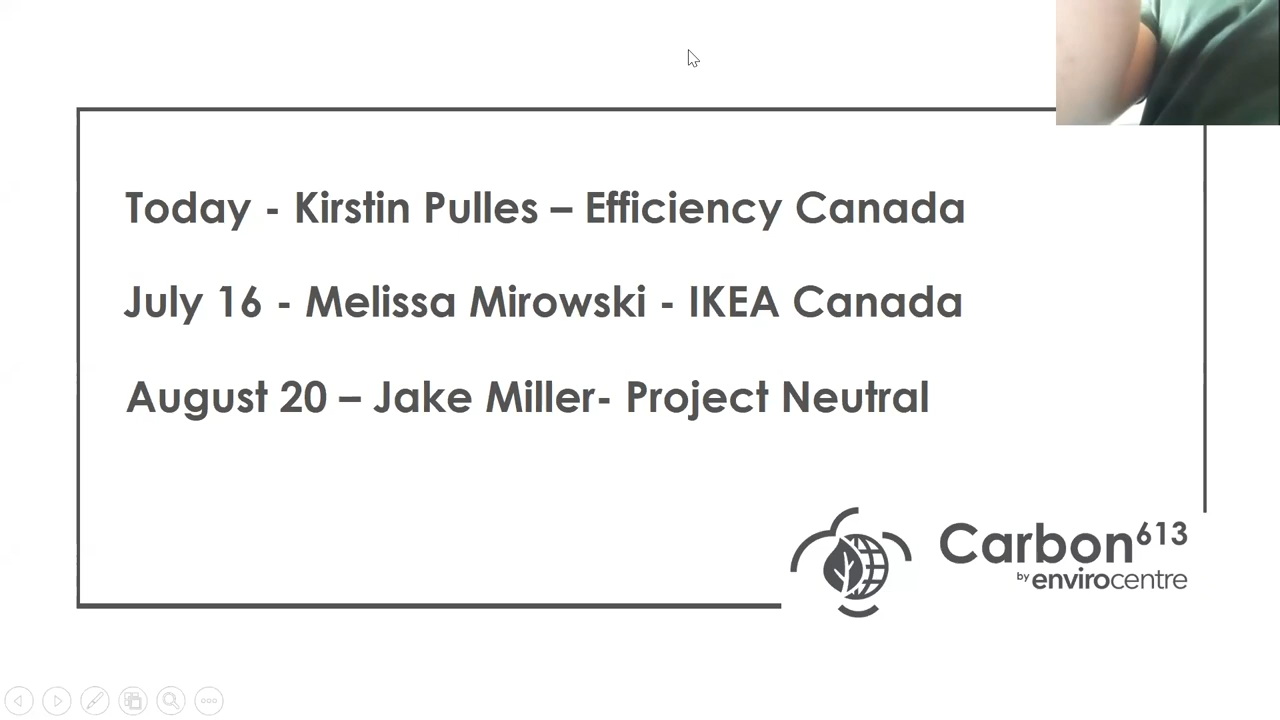 Today - Kirstin Pulles – Efficiency Canada
July 16 - Melissa Mirowski - IKEA Canada
August 20 – Jake Miller- Project Neutral
Carbon613
by envirocentre